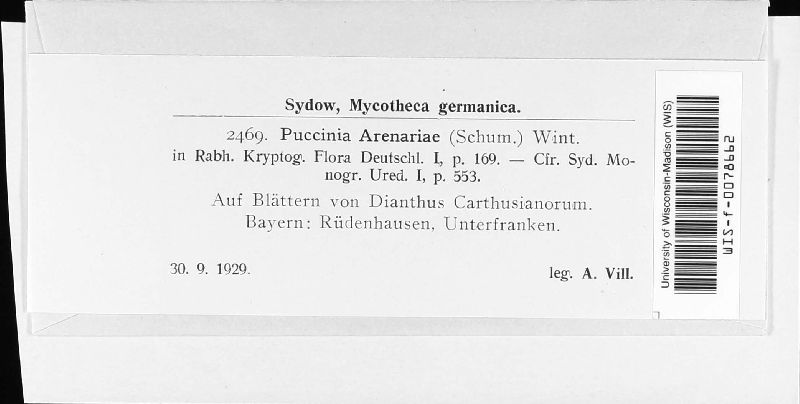 Sydow, Mycotheca germanica.
2469. Puccinia Arenariae (Schum.) Wint.
in Rabh. Kryptog. Flora Deutschl. I, p. 169. — Cfr. Syd. Mo-
nogr. Ured. I, p. 553.
Auf Blättern von Dianthus Carthusianorum.
Bayern: Rüdenhausen, Unterfranken.
30. 9. 1929.
leg. A. Vill.
University of Wisconsin-Madison (WIS)
WIS-f-0078662